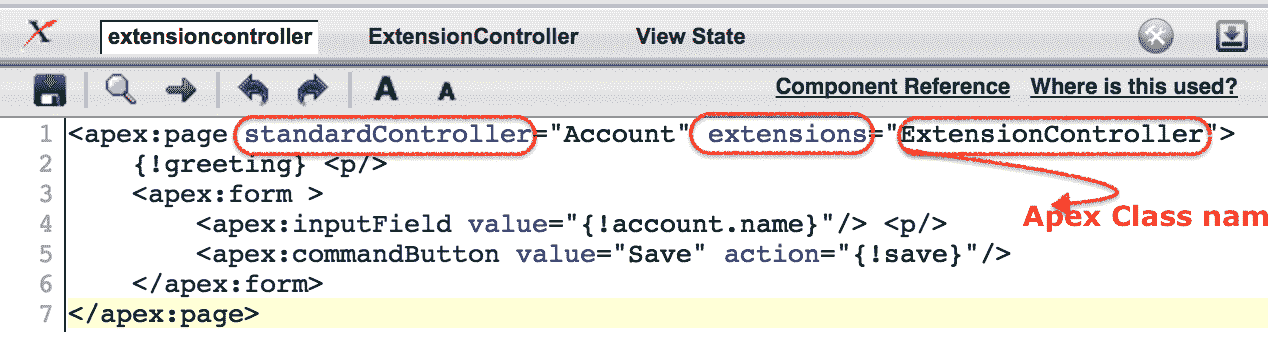 extensioncontroller ExtensionController View State
A A Component Reference Where is this used?
1 <apex:page standardController="Account" extensions="ExtensionController">
2 {!greeting} <p/>
3 <apex:form >
4 <apex:inputField value="{!account.name}"/> <p/>
Apex Class nam
5 <apex:commandButton value="Save" action="{!save}"/>
6 </apex:form>
7 </apex:page>